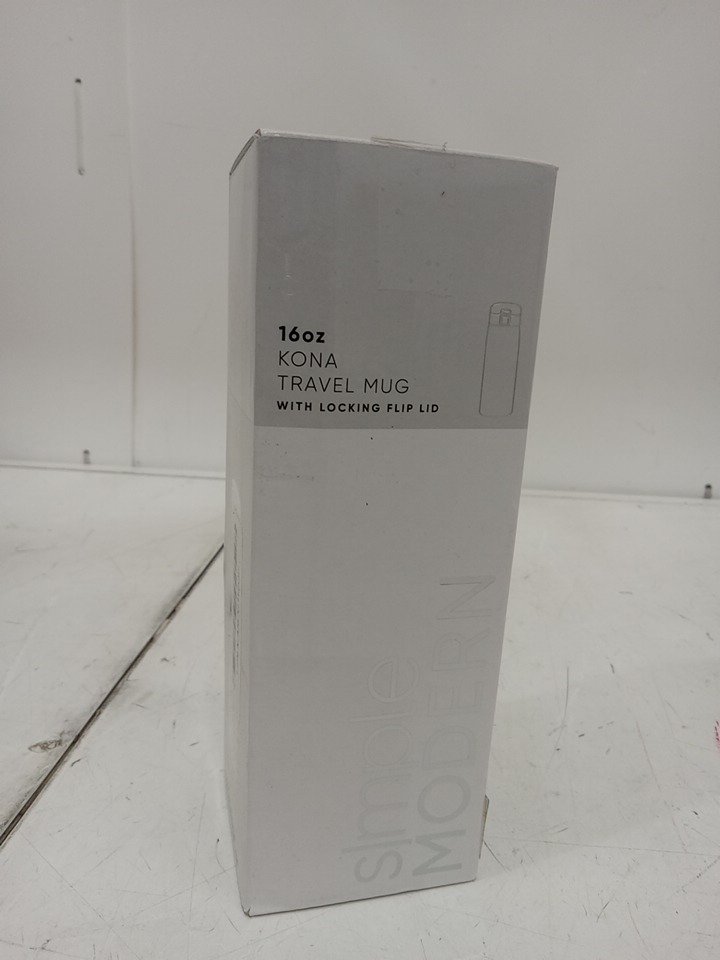 16oz
KONA
TRAVEL MUG
WITH LOCKING FLIP LID
sImple
MODERN